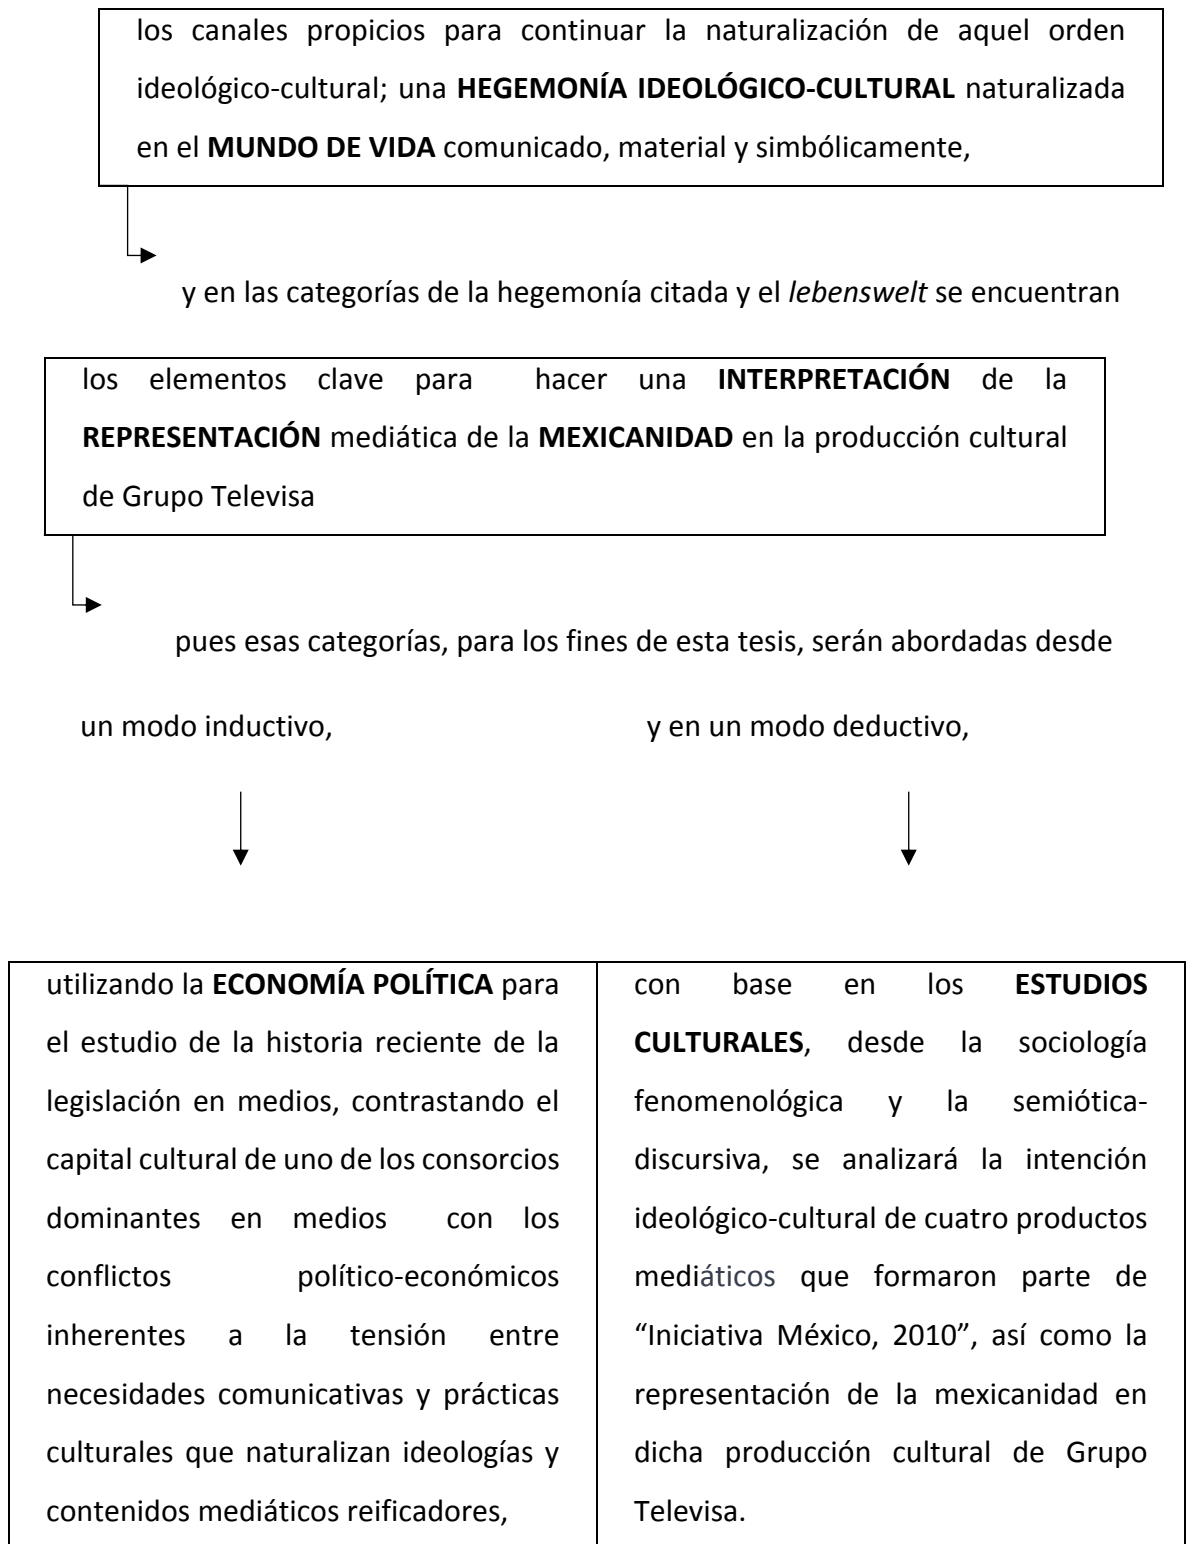 los canales propicios para continuar la naturalización de aquel orden
ideológico-cultural; una HEGEMONÍA IDEOLÓGICO-CULTURAL naturalizada
en el MUNDO DE VIDA comunicado, material y simbólicamente,
y en las categorías de la hegemonía citada y el lebenswelt se encuentran
los elementos clave para hacer una INTERPRETACIÓN de la
REPRESENTACIÓN mediática de la MEXICANIDAD en la producción cultural
de Grupo Televisa
pues esas categorías, para los fines de esta tesis, serán abordadas desde
un modo inductivo,
y en un modo deductivo,
utilizando la ECONOMÍA POLÍTICA para
el estudio de la historia reciente de la
legislación en medios, contrastando el
capital cultural de uno de los consorcios
dominantes en medios con los
conflictos político-económicos
inherentes a la tensión entre
necesidades comunicativas y prácticas
culturales que naturalizan ideologías y
contenidos mediáticos reificadores,
con base en los ESTUDIOS
CULTURALES, desde la sociología
fenomenológica y la semiótica-
discursiva, se analizará la intención
ideológico-cultural de cuatro productos
mediáticos que formaron parte de
“Iniciativa México, 2010”, así como la
representación de la mexicanidad en
dicha producción cultural de Grupo
Televisa.